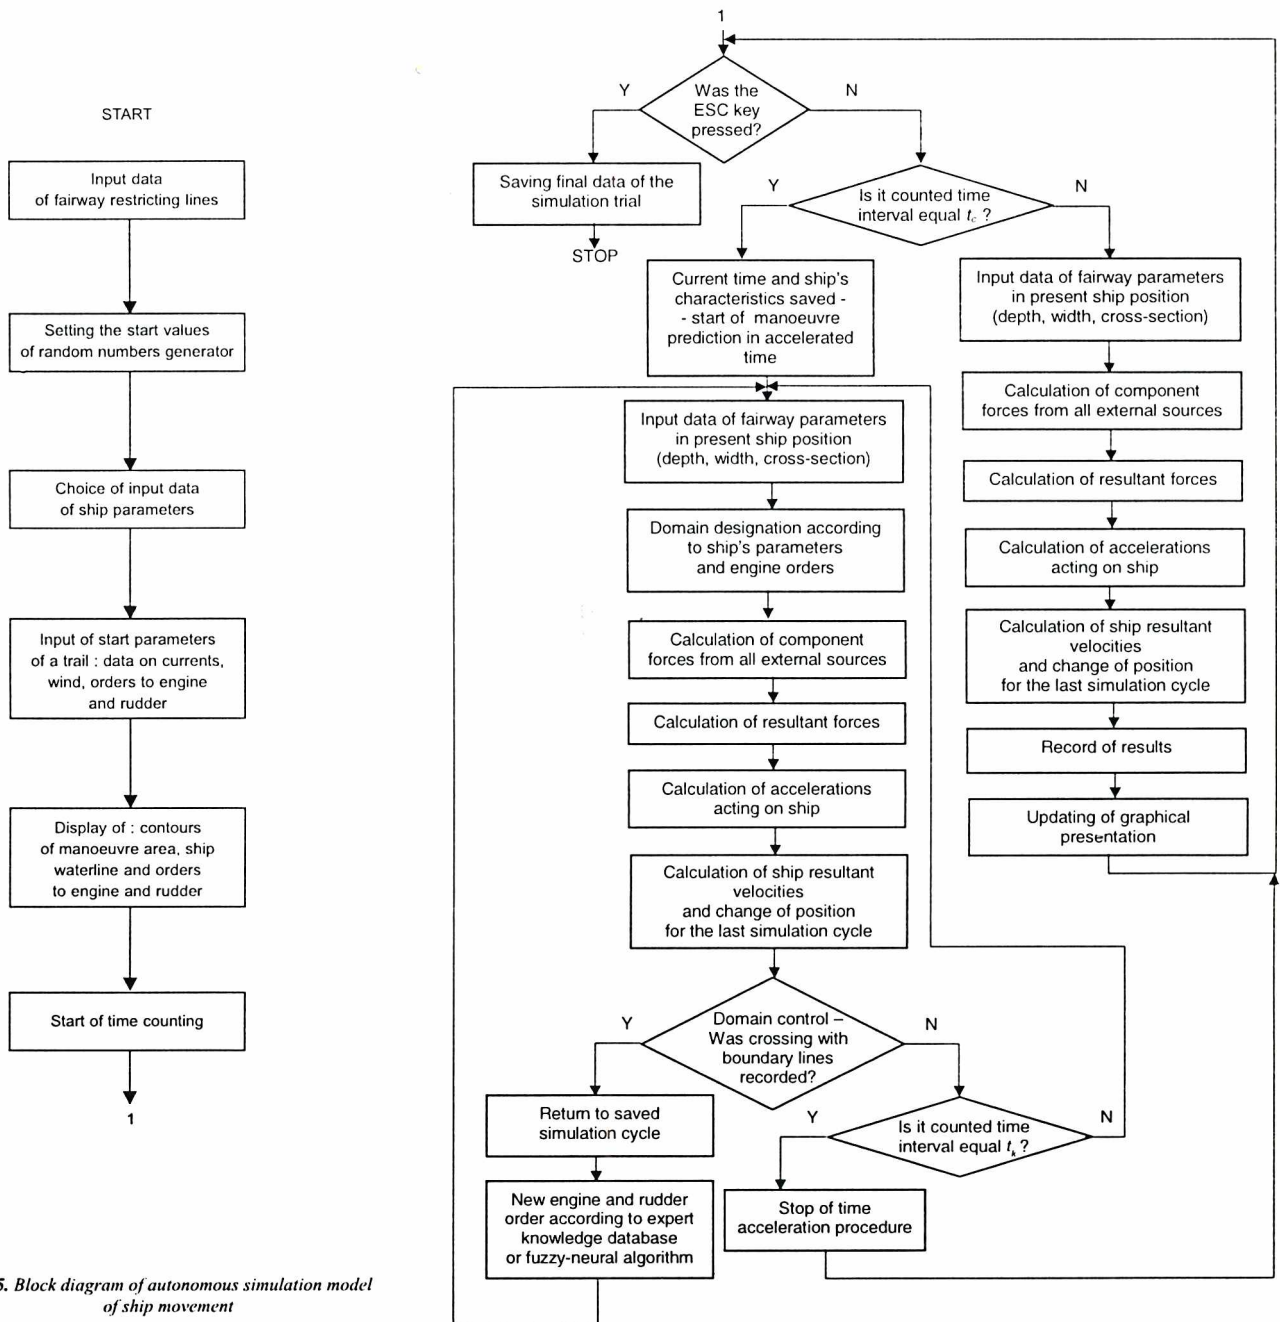 START
Input data
of fairway restricting lines
Setting the start values
of random numbers generator
Choice of input data
of ship parameters
Input of start parameters
of a trail : data on currents,
wind, orders to engine
and rudder
Display of : contours
of manoeuvre area, ship
waterline and orders
to engine and rudder
Start of time counting
1
1
Was the
ESC key
pressed?
Y
N
Saving final data of the
simulation trial
STOP
Is it counted time
interval equal tc ?
Y
N
Current time and ship's
characteristics saved -
- start of manoeuvre
prediction in accelerated
time
Input data of fairway parameters
in present ship position
(depth, width, cross-section)
Domain designation according
to ship's parameters
and engine orders
Calculation of component
forces from all external sources
Calculation of resultant forces
Calculation of accelerations
acting on ship
Calculation of ship resultant
velocities
and change of position
for the last simulation cycle
Domain control –
Was crossing with
boundary lines
recorded?
Y
N
Return to saved
simulation cycle
New engine and rudder
order according to expert
knowledge database
or fuzzy-neural algorithm
Is it counted time
interval equal tk ?
Y
N
Stop of time
acceleration procedure
Input data of fairway parameters
in present ship position
(depth, width, cross-section)
Calculation of component
forces from all external sources
Calculation of resultant forces
Calculation of accelerations
acting on ship
Calculation of ship resultant
velocities
and change of position
for the last simulation cycle
Record of results
Updating of graphical
presentation
5. Block diagram of autonomous simulation model
of ship movement